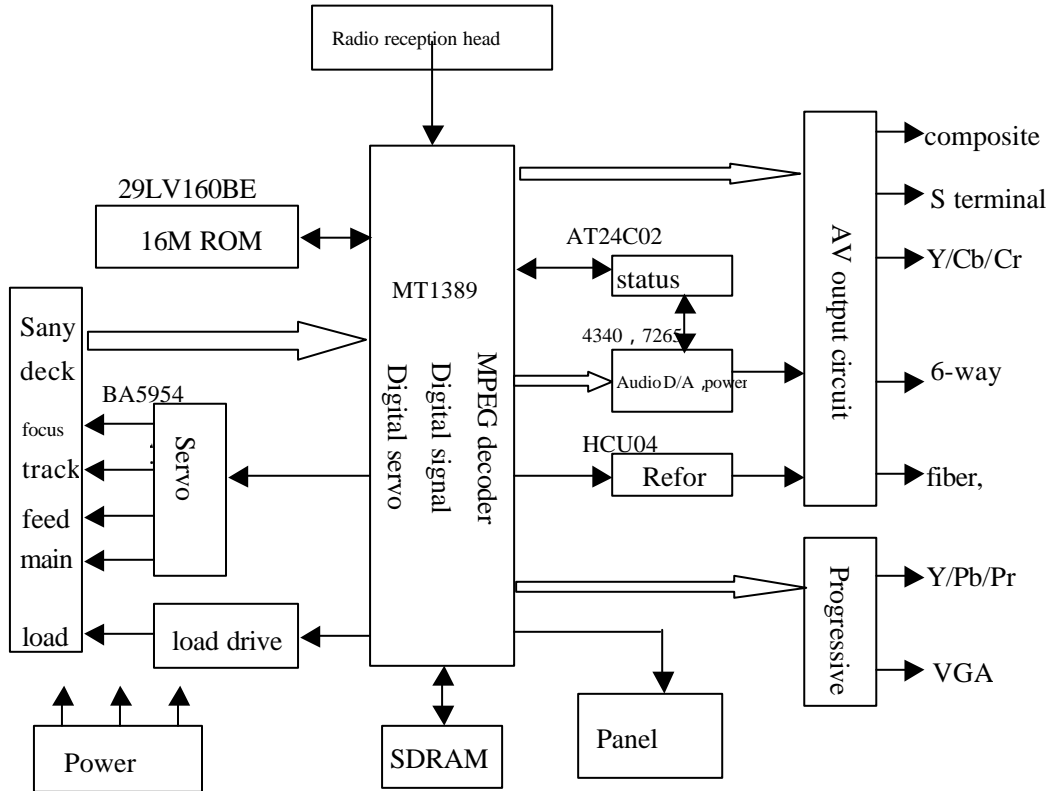 Radio reception head
29LV160BE
16M ROM
MT1389
MPEG decoder
Digital signal
Digital servo
AT24C02
status
4340 , 7265
Audio D/A ,power
HCU04
Refor
AV output circuit
composite
S terminal
Y/Cb/Cr
6-way
fiber,
Progressive
Y/Pb/Pr
VGA
Sany
deck
focus
track
feed
main
load
BA5954
Servo
load drive
Power
SDRAM
Panel